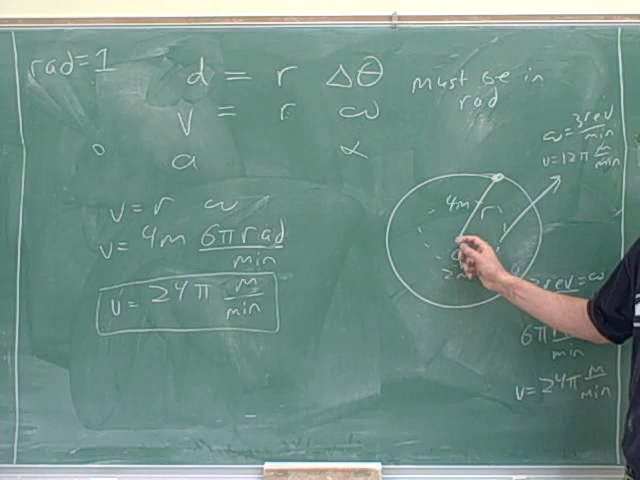 rad=1
d = r Δθ must be in
rad
v = r ω
a α
v = r ω
v = 4m 6π rad
min
v = 24π m
min
ω = 3rev
min
v = 12π m
min
4m
r
rev = ω
6π
min
v = 24π m
min